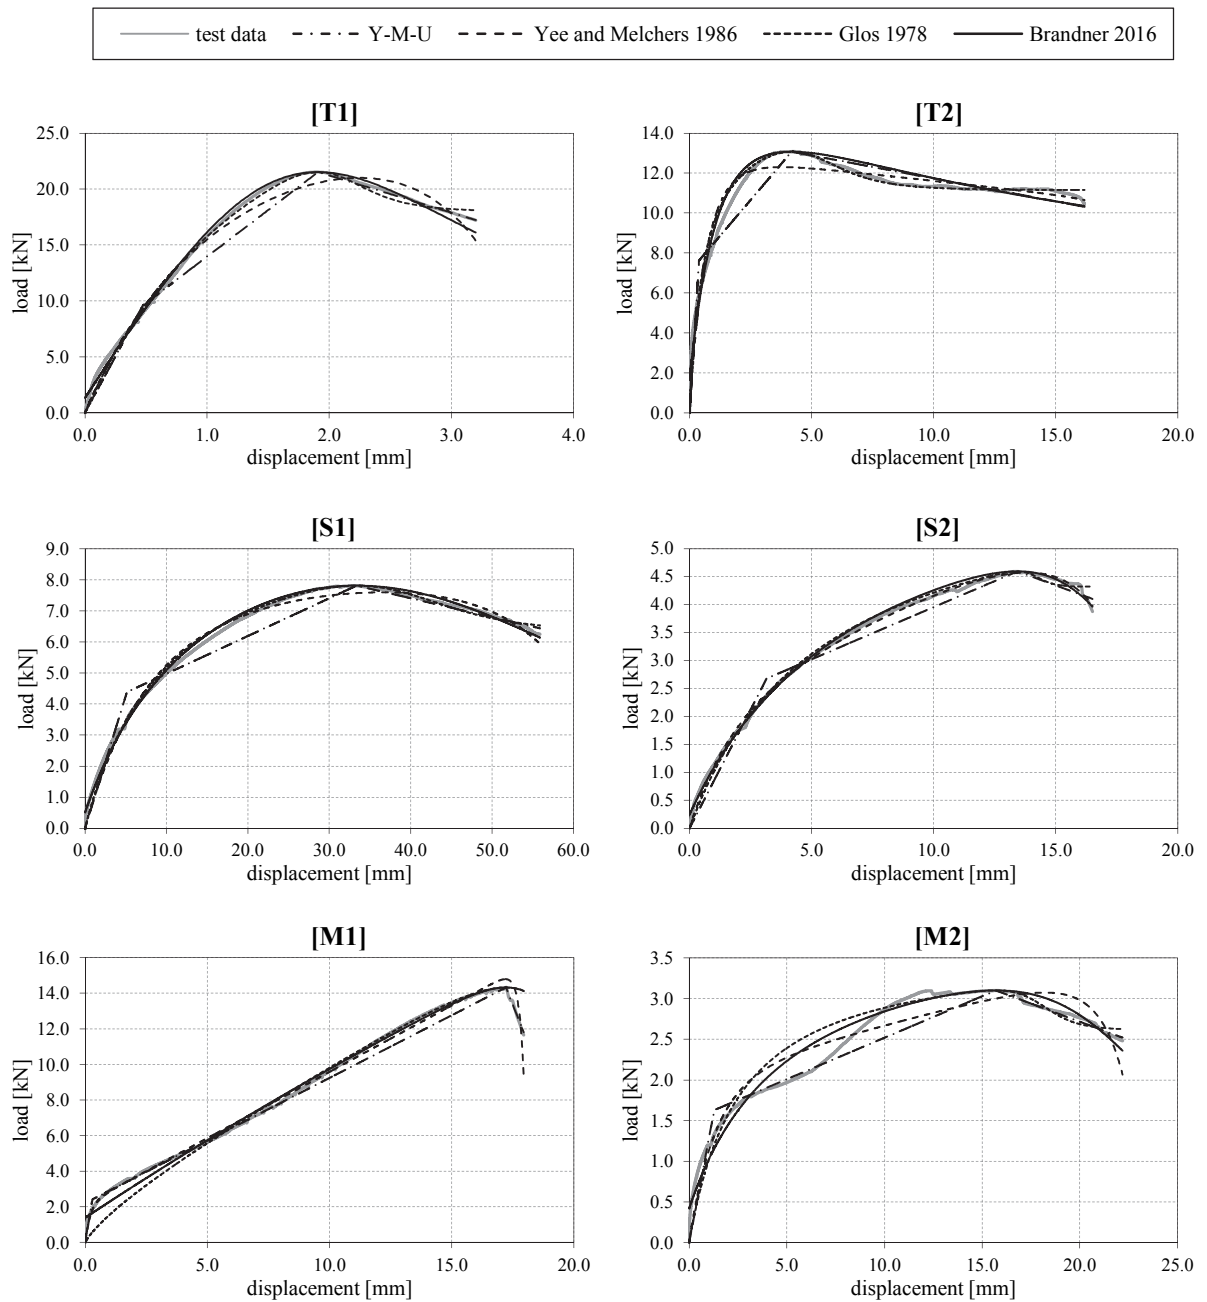 test data Y-M-U Yee and Melchers 1986 Glos 1978 Brandner 2016
[T1]
25.0
20.0
15.0
10.0
5.0
0.0
load [kN]
0.0 1.0 2.0 3.0 4.0
displacement [mm]
[T2]
14.0
12.0
10.0
8.0
6.0
4.0
2.0
0.0
load [kN]
0.0 5.0 10.0 15.0 20.0
displacement [mm]
[S1]
9.0
8.0
7.0
6.0
5.0
4.0
3.0
2.0
1.0
0.0
load [kN]
0.0 10.0 20.0 30.0 40.0 50.0 60.0
displacement [mm]
[S2]
5.0
4.5
4.0
3.5
3.0
2.5
2.0
1.5
1.0
0.5
0.0
load [kN]
0.0 5.0 10.0 15.0 20.0
displacement [mm]
[M1]
16.0
14.0
12.0
10.0
8.0
6.0
4.0
2.0
0.0
load [kN]
0.0 5.0 10.0 15.0 20.0
displacement [mm]
[M2]
3.5
3.0
2.5
2.0
1.5
1.0
0.5
0.0
load [kN]
0.0 5.0 10.0 15.0 20.0 25.0
displacement [mm]